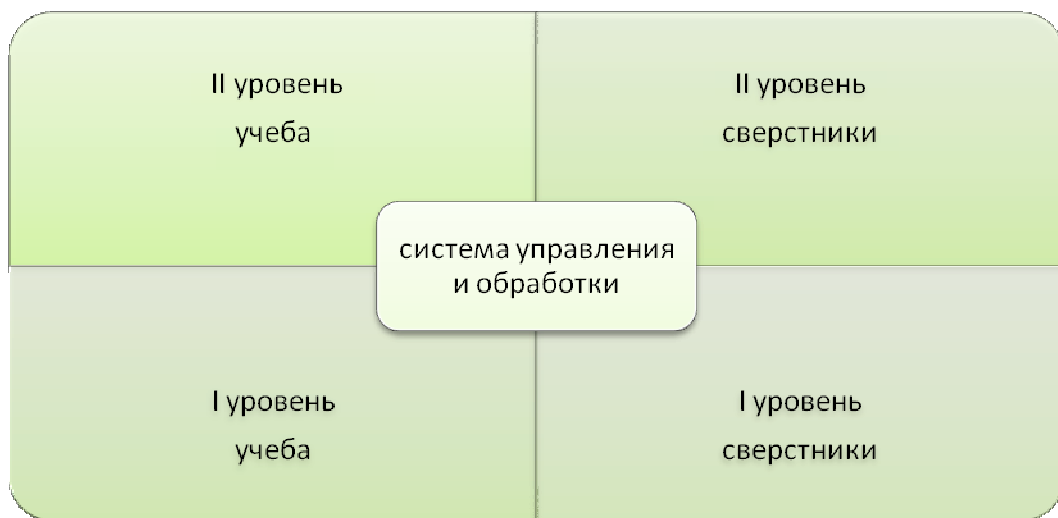 II уровень
учеба
II уровень
сверстники
система управления
и обработки
I уровень
учеба
I уровень
сверстники